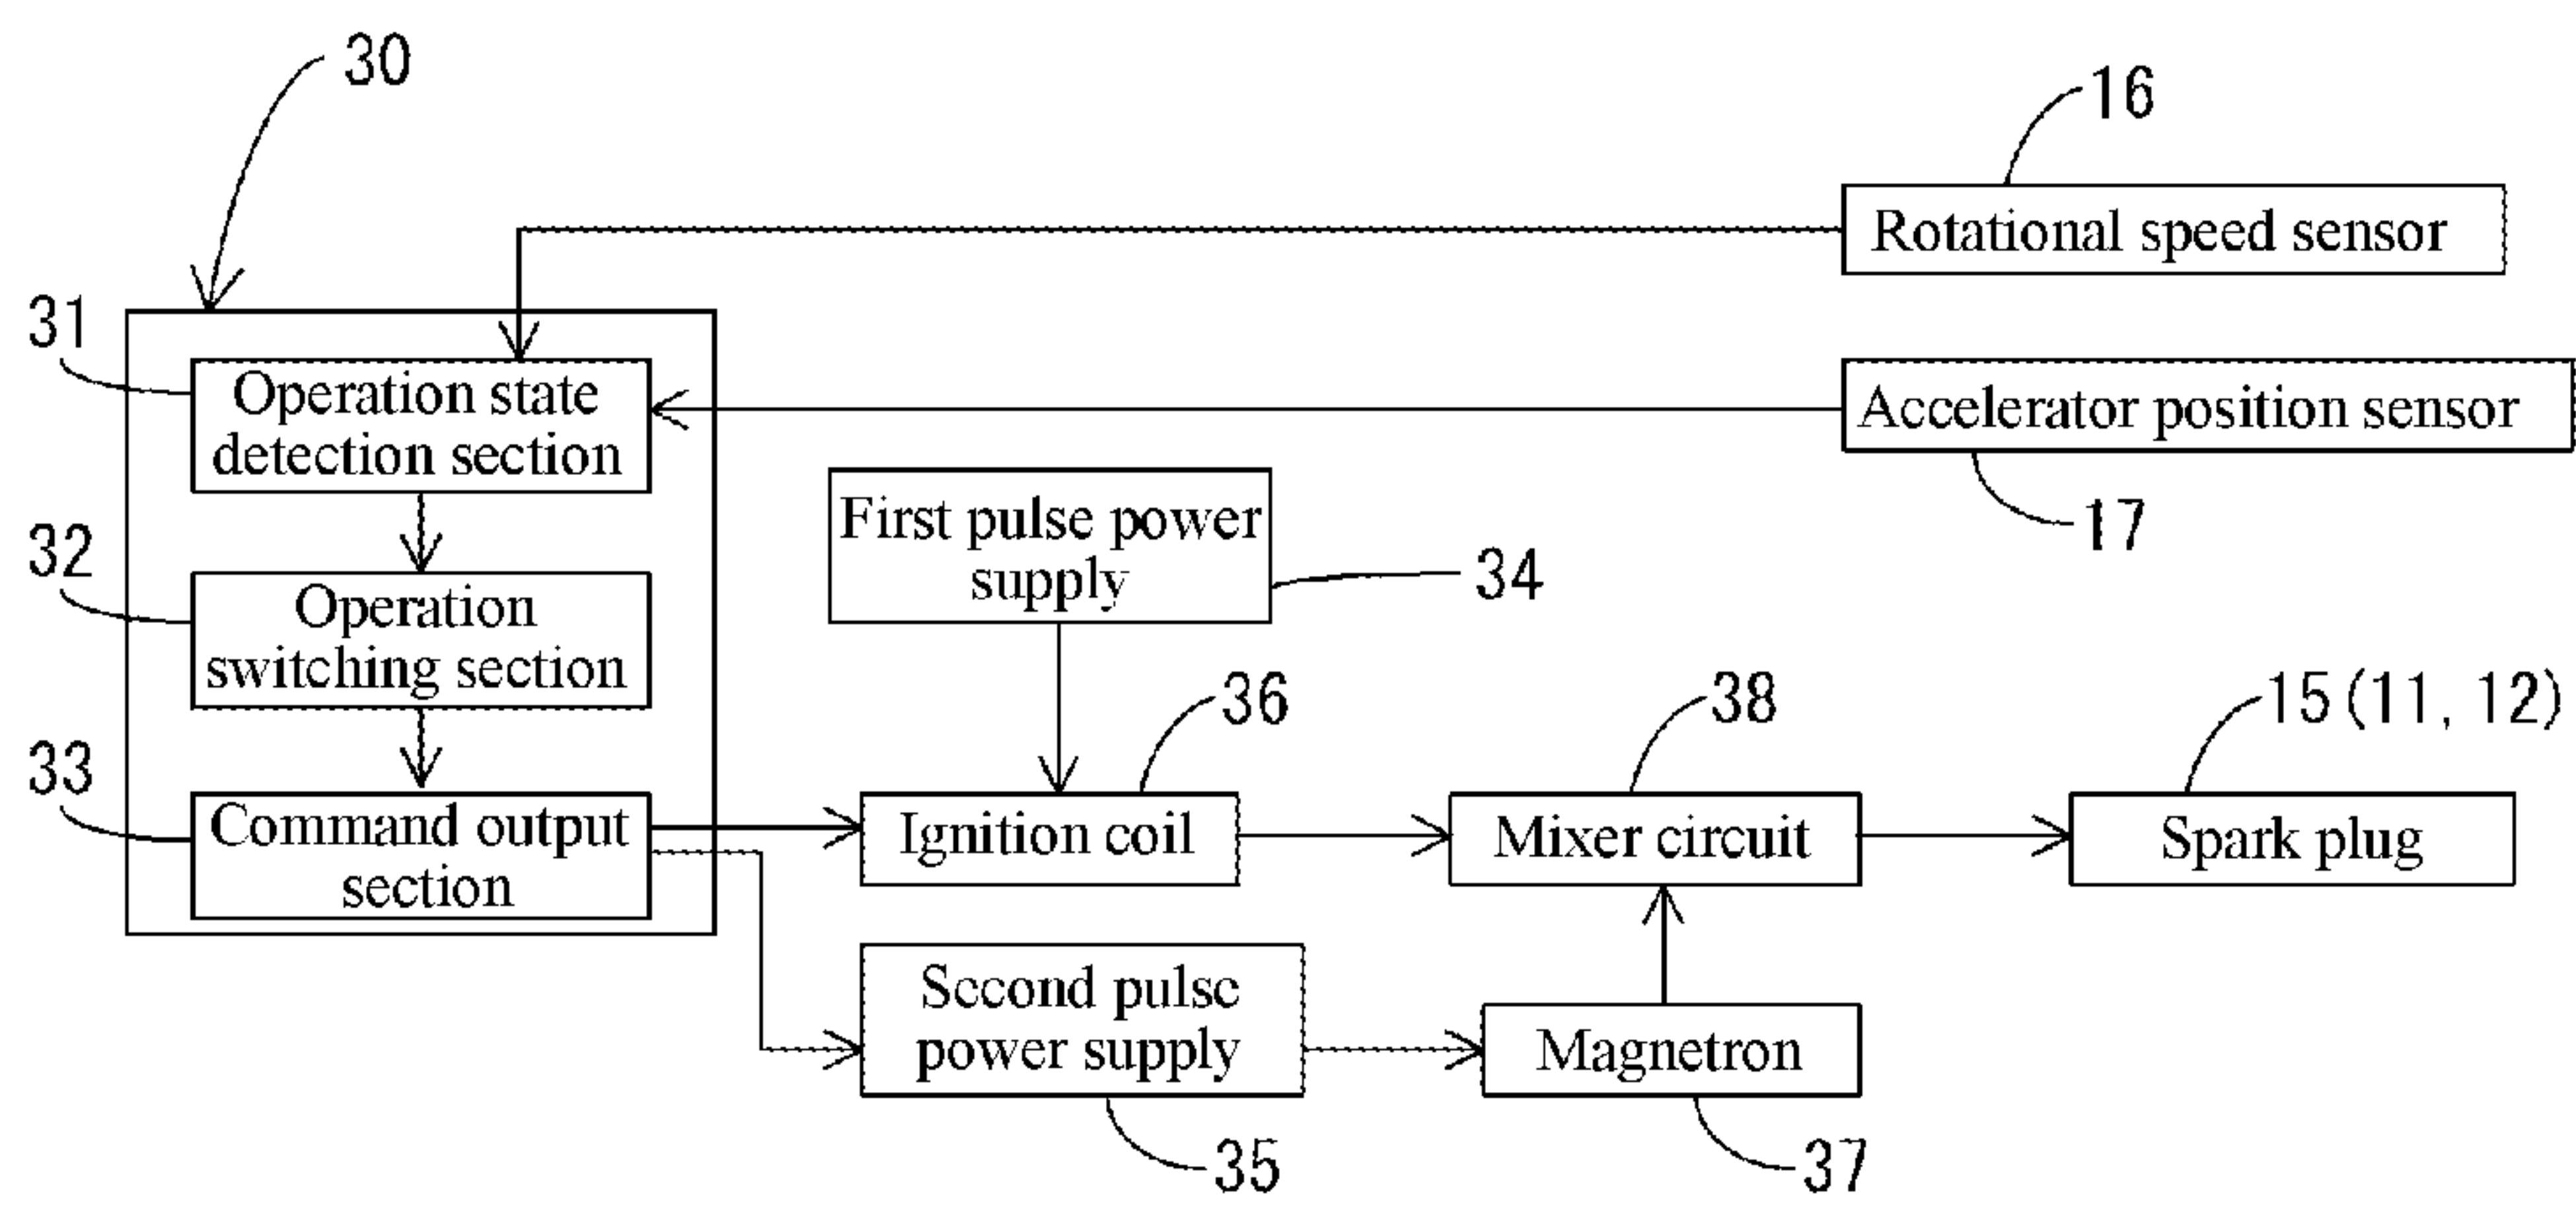 30
16
Rotational speed sensor
31
Operation state
detection section
Accelerator position sensor
17
First pulse power
supply
34
32
Operation
switching section
36
38
15(11, 12)
33
Command output
section
Ignition coil
Mixer circuit
Spark plug
Second pulse
power supply
Magnetron
35
37